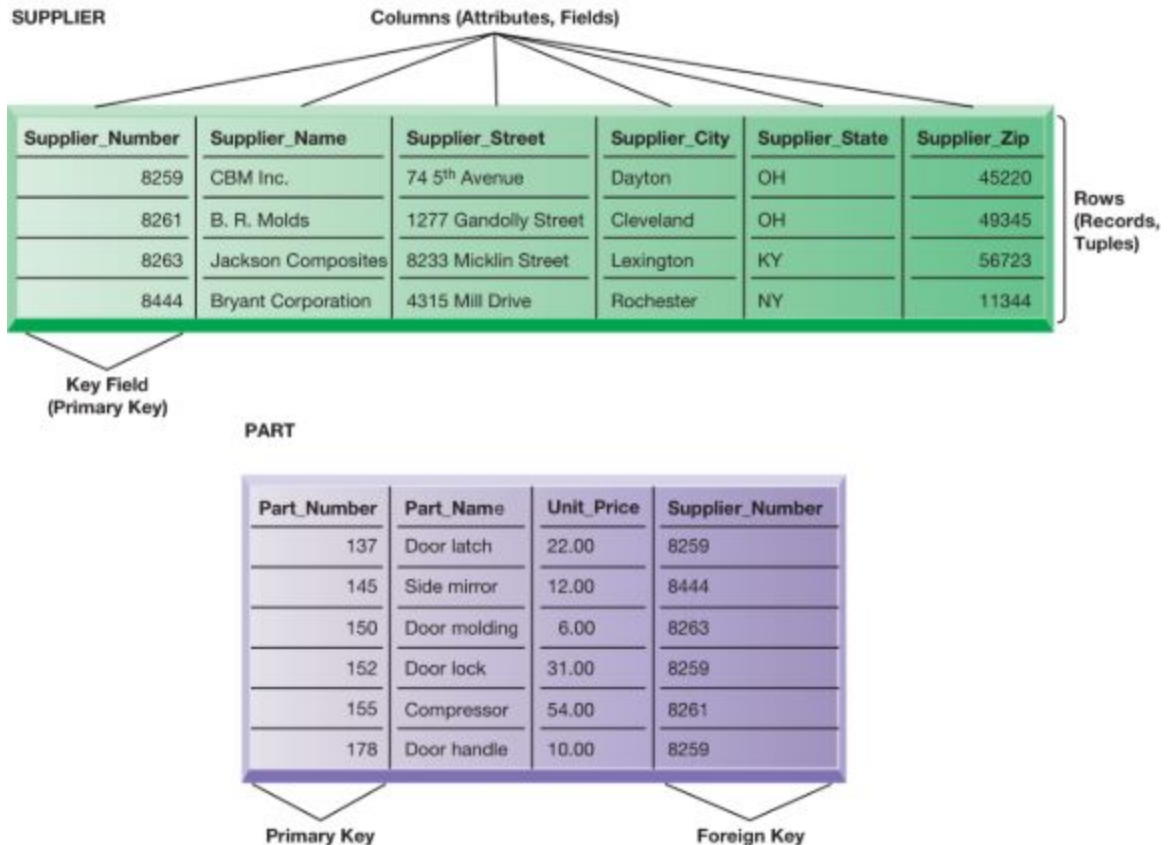 SUPPLIER
Columns (Attributes, Fields)
Supplier_Number Supplier_Name Supplier_Street Supplier_City Supplier_State Supplier_Zip
8259 CBM Inc. 74 5th Avenue Dayton OH 45220
8261 B. R. Molds 1277 Gandolly Street Cleveland OH 49345
8263 Jackson Composites 8233 Micklin Street Lexington KY 56723
8444 Bryant Corporation 4315 Mill Drive Rochester NY 11344
Rows
(Records,
Tuples)
Key Field
(Primary Key)
PART
Part_Number Part_Name Unit_Price Supplier_Number
137 Door latch 22.00 8259
145 Side mirror 12.00 8444
150 Door molding 6.00 8263
152 Door lock 31.00 8259
155 Compressor 54.00 8261
178 Door handle 10.00 8259
Primary Key
Foreign Key